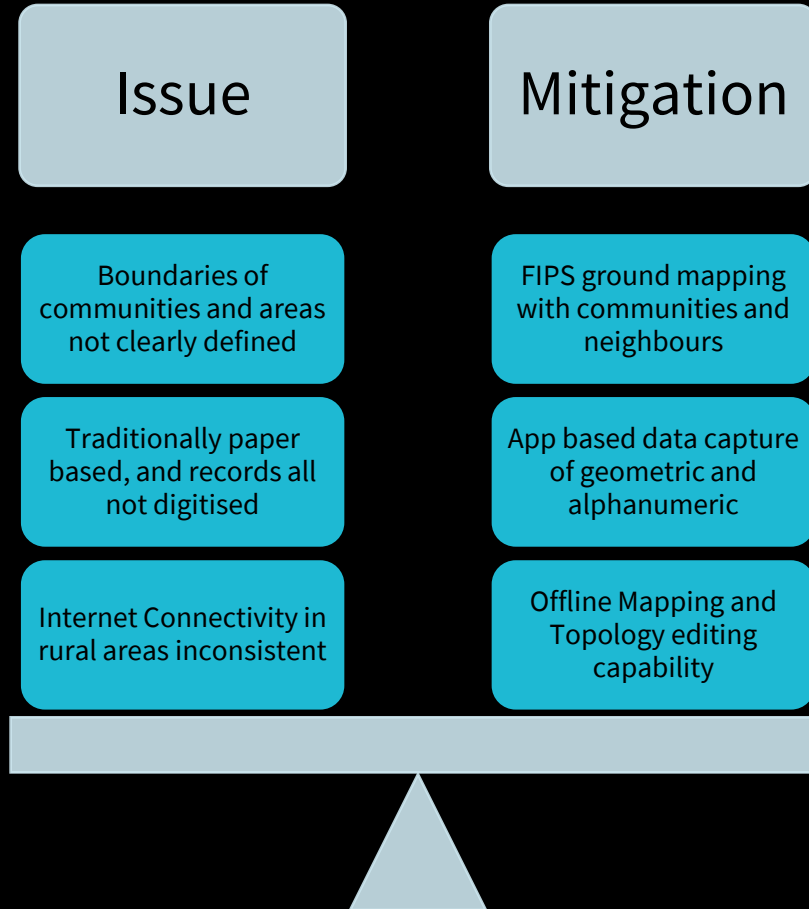 Issue
Mitigation
Boundaries of
communities and areas
not clearly defined
FIPS ground mapping
with communities and
neighbours
Traditionally paper
based, and records all
not digitised
App based data capture
of geometric and
alphanumeric
Internet Connectivity in
rural areas inconsistent
Offline Mapping and
Topology editing
capability